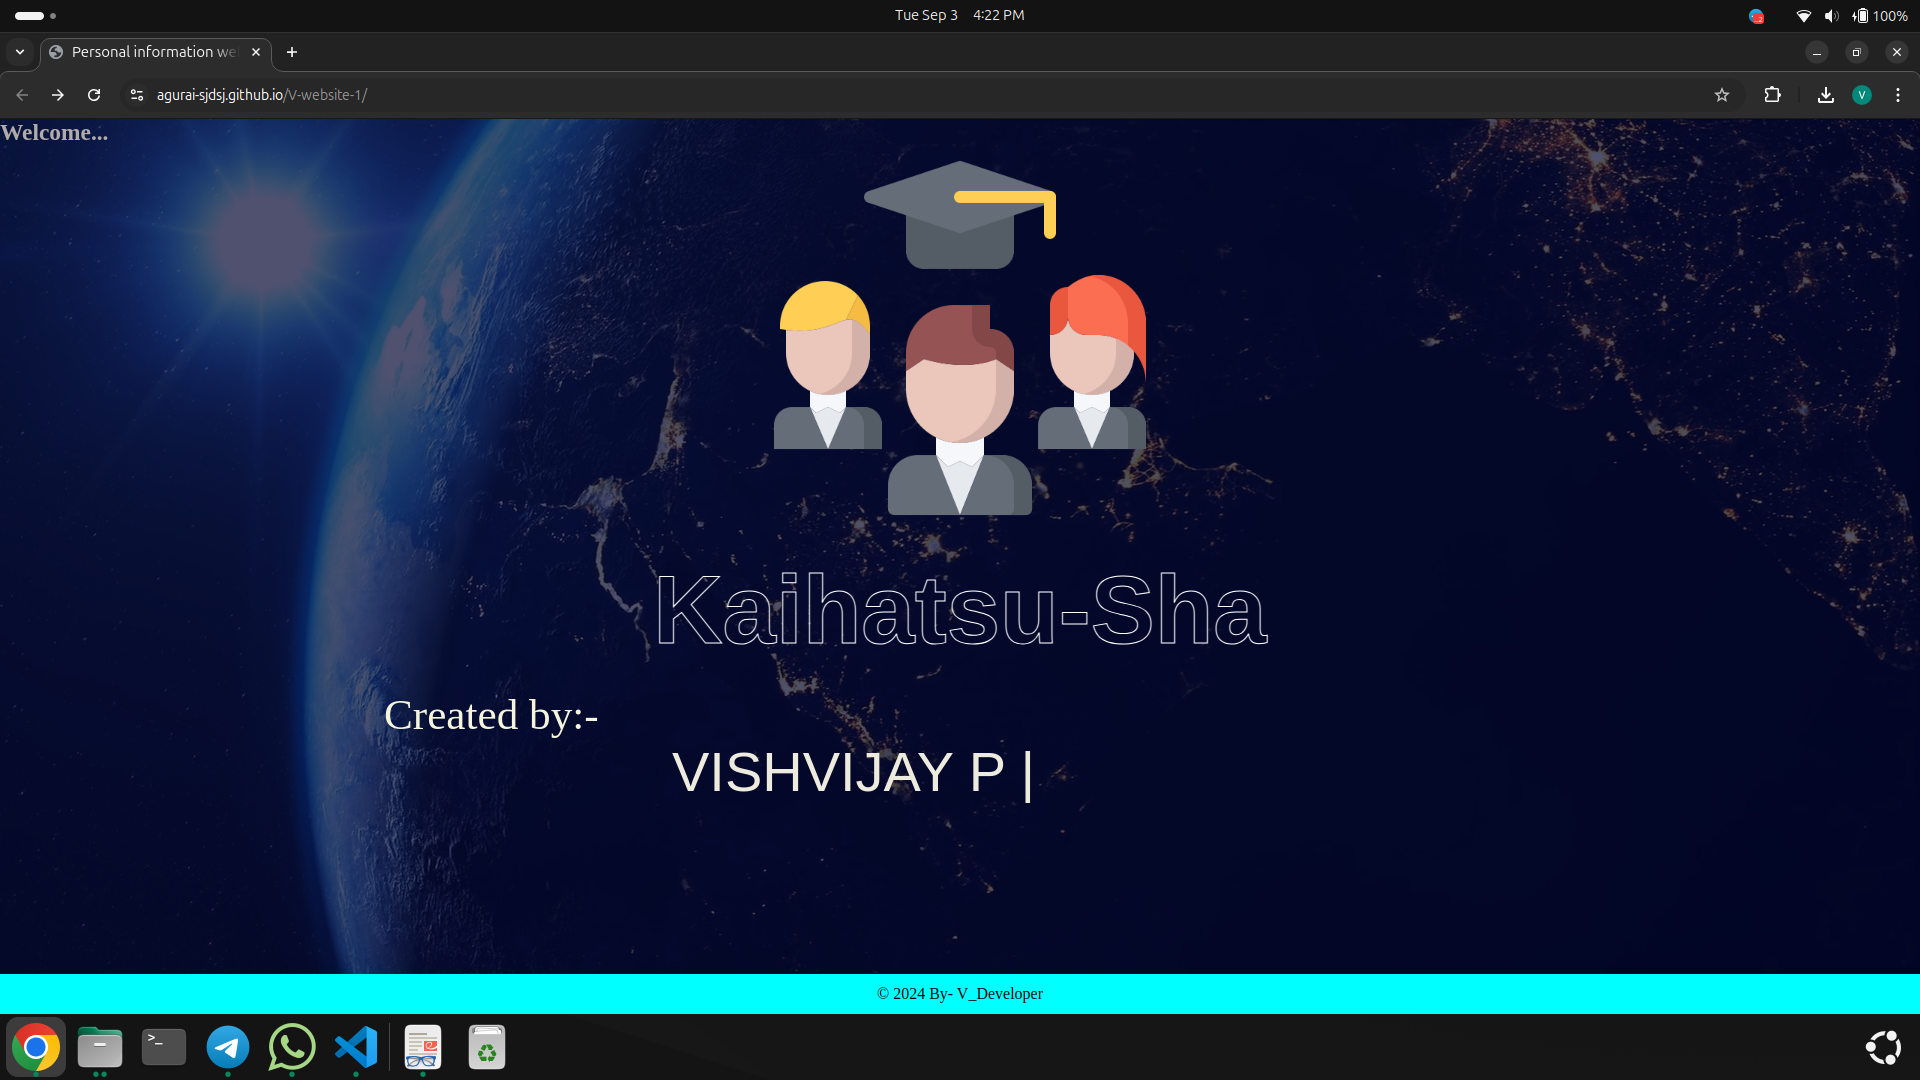 Tue Sep 3 4:22 PM
100%
Personal information we
agurai-sjdsj.github.io/V-website-1/
V
Welcome...
Kaihatsu-Sha
Created by:-
VISHVIJAY P |
© 2024 By- V_Developer
>_